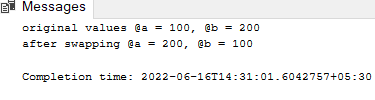 Messages
original values @a = 100, @b = 200
after swapping @a = 200, @b = 100
Completion time: 2022-06-16T14:31:01.6042757+05:30